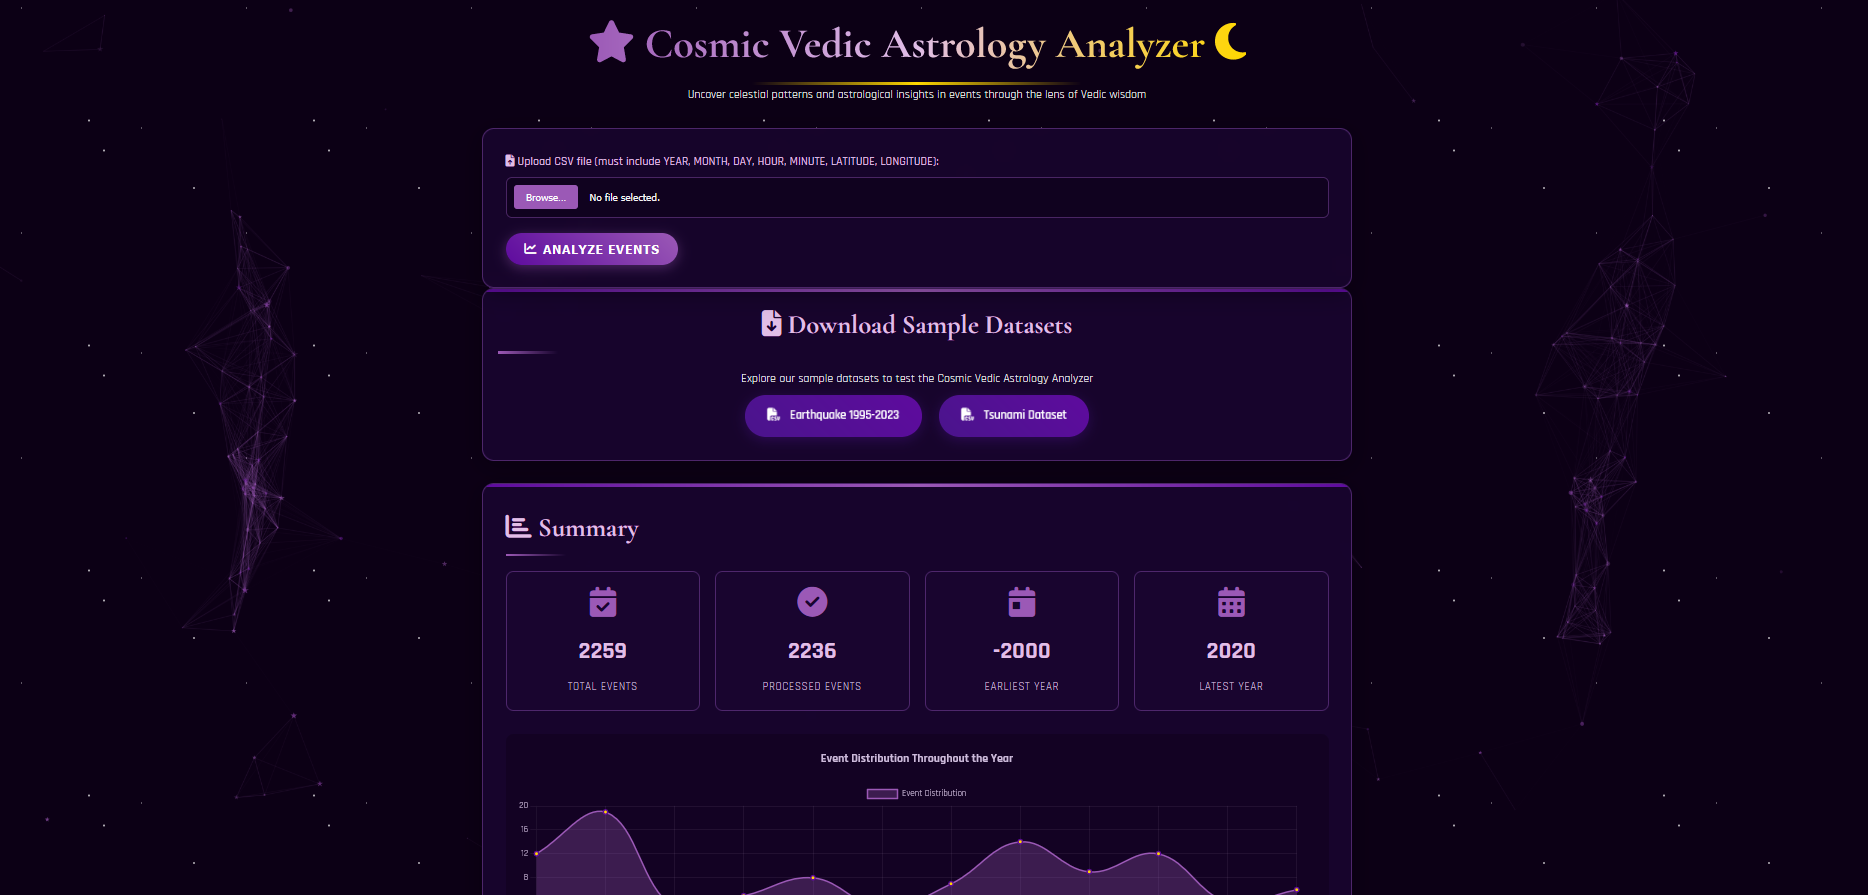 Cosmic Vedic Astrology Analyzer
Uncover celestial patterns and astrological insights in events through the lens of Vedic wisdom
Upload CSV file (must include YEAR, MONTH, DAY, HOUR, MINUTE, LATITUDE, LONGITUDE):
Browse... No file selected.
ANALYZE EVENTS
Download Sample Datasets
Explore our sample datasets to test the Cosmic Vedic Astrology Analyzer
Earthquake 1995-2023 Tsunami Dataset
Summary
2259 2236 -2000 2020
TOTAL EVENTS PROCESSED EVENTS EARLIEST YEAR LATEST YEAR
Event Distribution Throughout the Year
Event Distribution
20
16
12
8